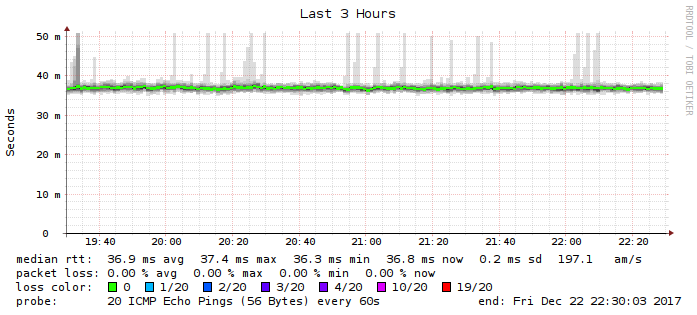 Last 3 Hours
RRDTOOL / TOBI OETIKER
Seconds
50 m
40 m
30 m
20 m
10 m
0
19:40 20:00 20:20 20:40 21:00 21:20 21:40 22:00 22:20
median rtt: 36.9 ms avg 37.4 ms max 36.3 ms min 36.8 ms now 0.2 ms sd 197.1 am/s
packet loss: 0.00 % avg 0.00 % max 0.00 % min 0.00 % now
loss color: 0 1/20 2/20 3/20 4/20 10/20 19/20
probe: 20 ICMP Echo Pings (56 Bytes) every 60s end: Fri Dec 22 22:30:03 2017